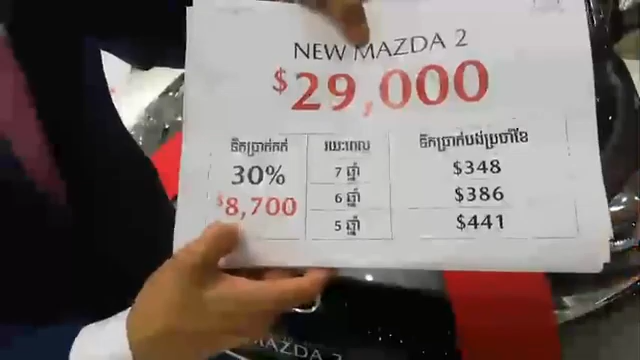 NEW MAZDA 2
$29,000
ទឹកប្រាក់កក់ រយៈពេល ទឹកប្រាក់បង់ប្រចាំខែ
30% 7 ឆ្នាំ $348
$8,700 6 ឆ្នាំ $386
5 ឆ្នាំ $441
MAZDA 2